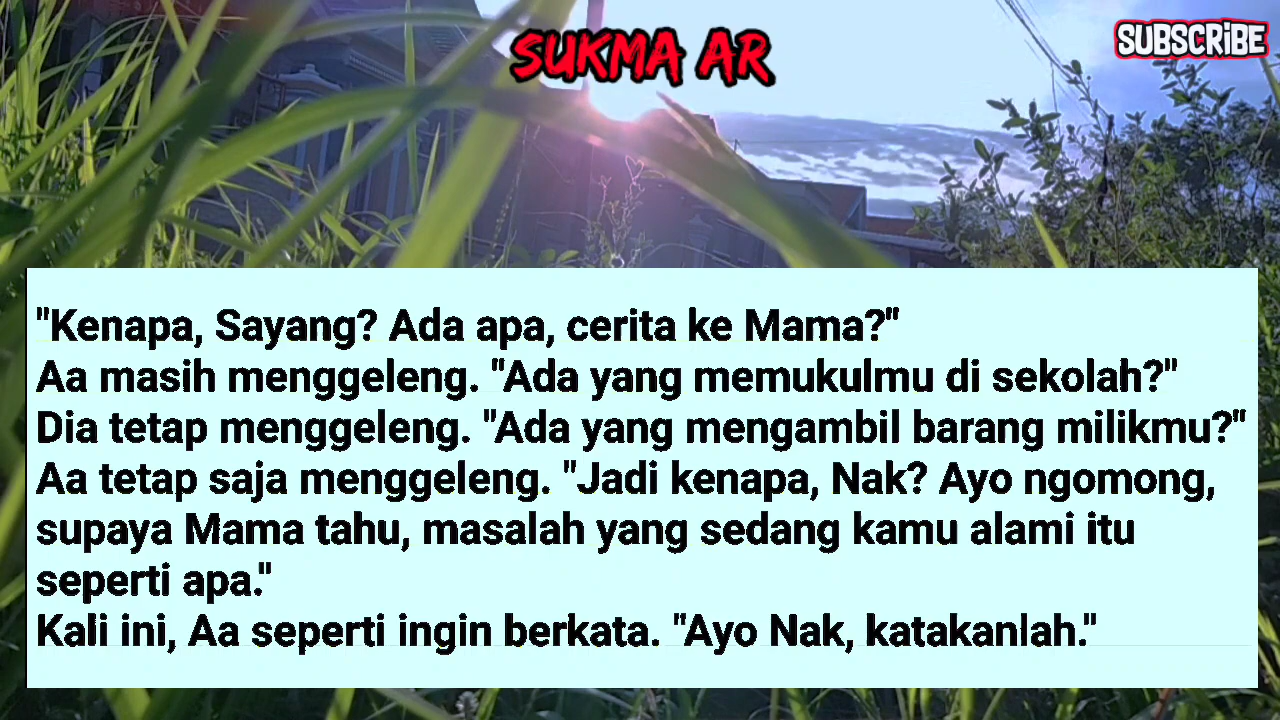 SUKMA AR
SUBSCRiBE
"Kenapa, Sayang? Ada apa, cerita ke Mama?"
Aa masih menggeleng. "Ada yang memukulmu di sekolah?"
Dia tetap menggeleng. "Ada yang mengambil barang milikmu?"
Aa tetap saja menggeleng. "Jadi kenapa, Nak? Ayo ngomong,
supaya Mama tahu, masalah yang sedang kamu alami itu
seperti apa."
Kali ini, Aa seperti ingin berkata. "Ayo Nak, katakanlah."